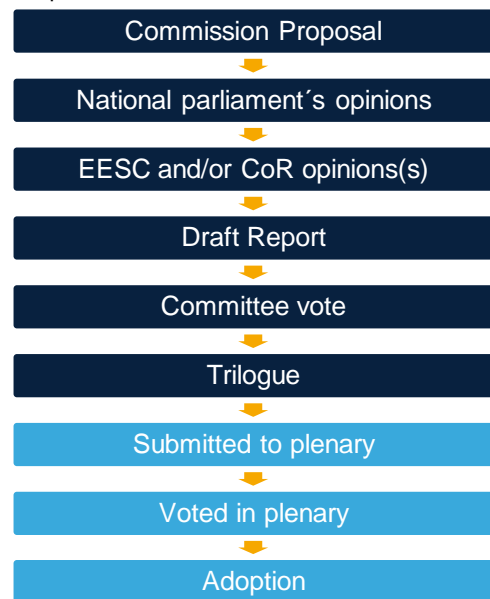 Commission Proposal
National parliament´s opinions
EESC and/or CoR opinions(s)
Draft Report
Committee vote
Trilogue
Submitted to plenary
Voted in plenary
Adoption